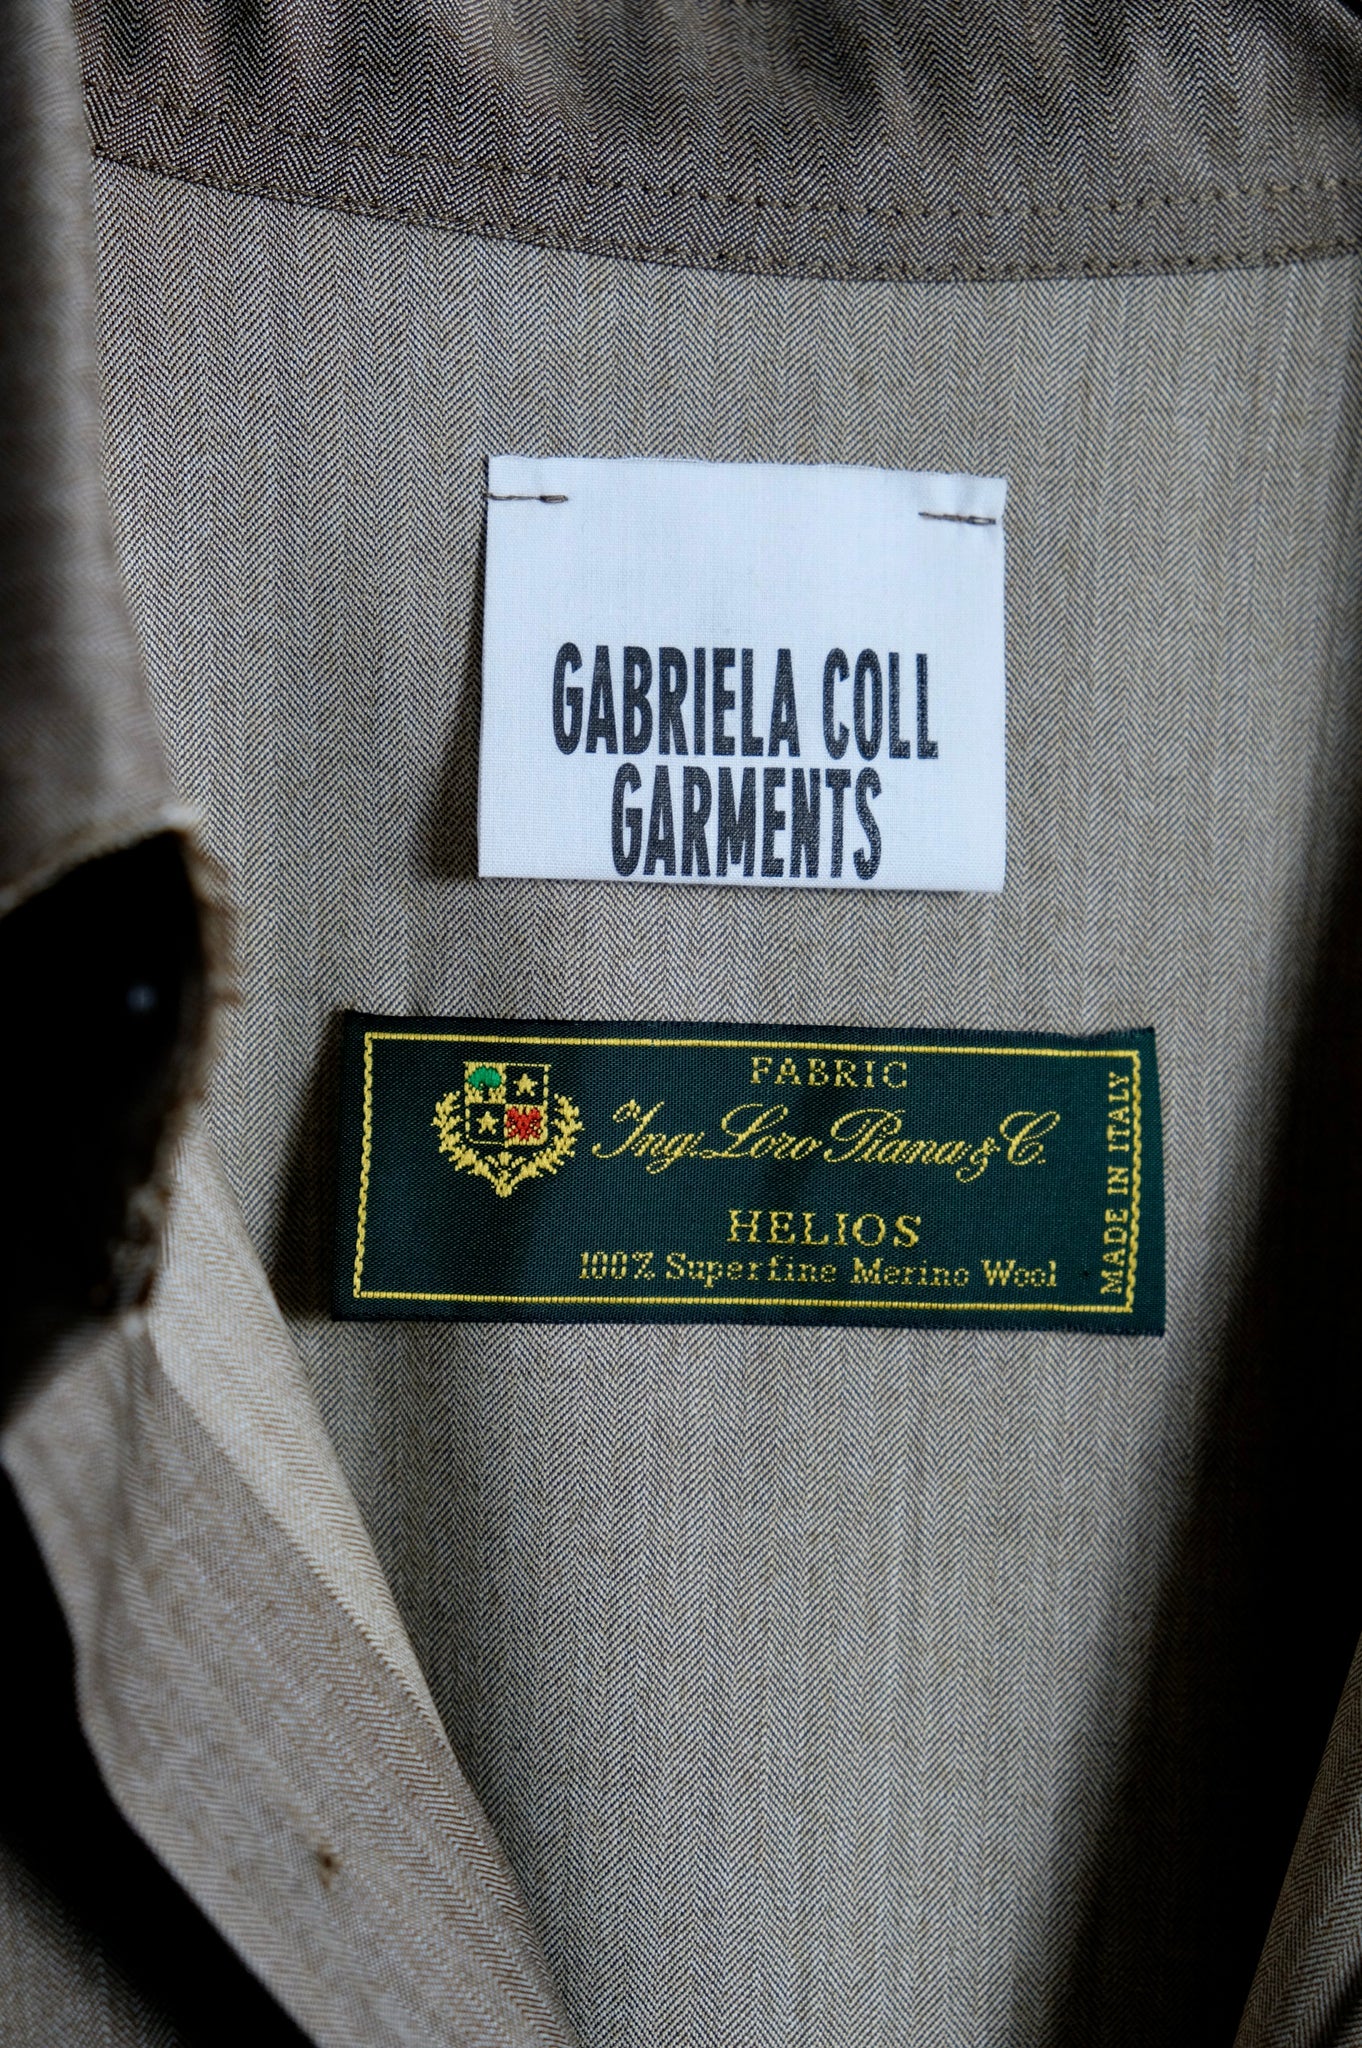 GABRIELA COLL
GARMENTS
FABRIC
Ing. Loro Piana & C.
HELIOS
100% Superfine Merino Wool
MADE IN ITALY